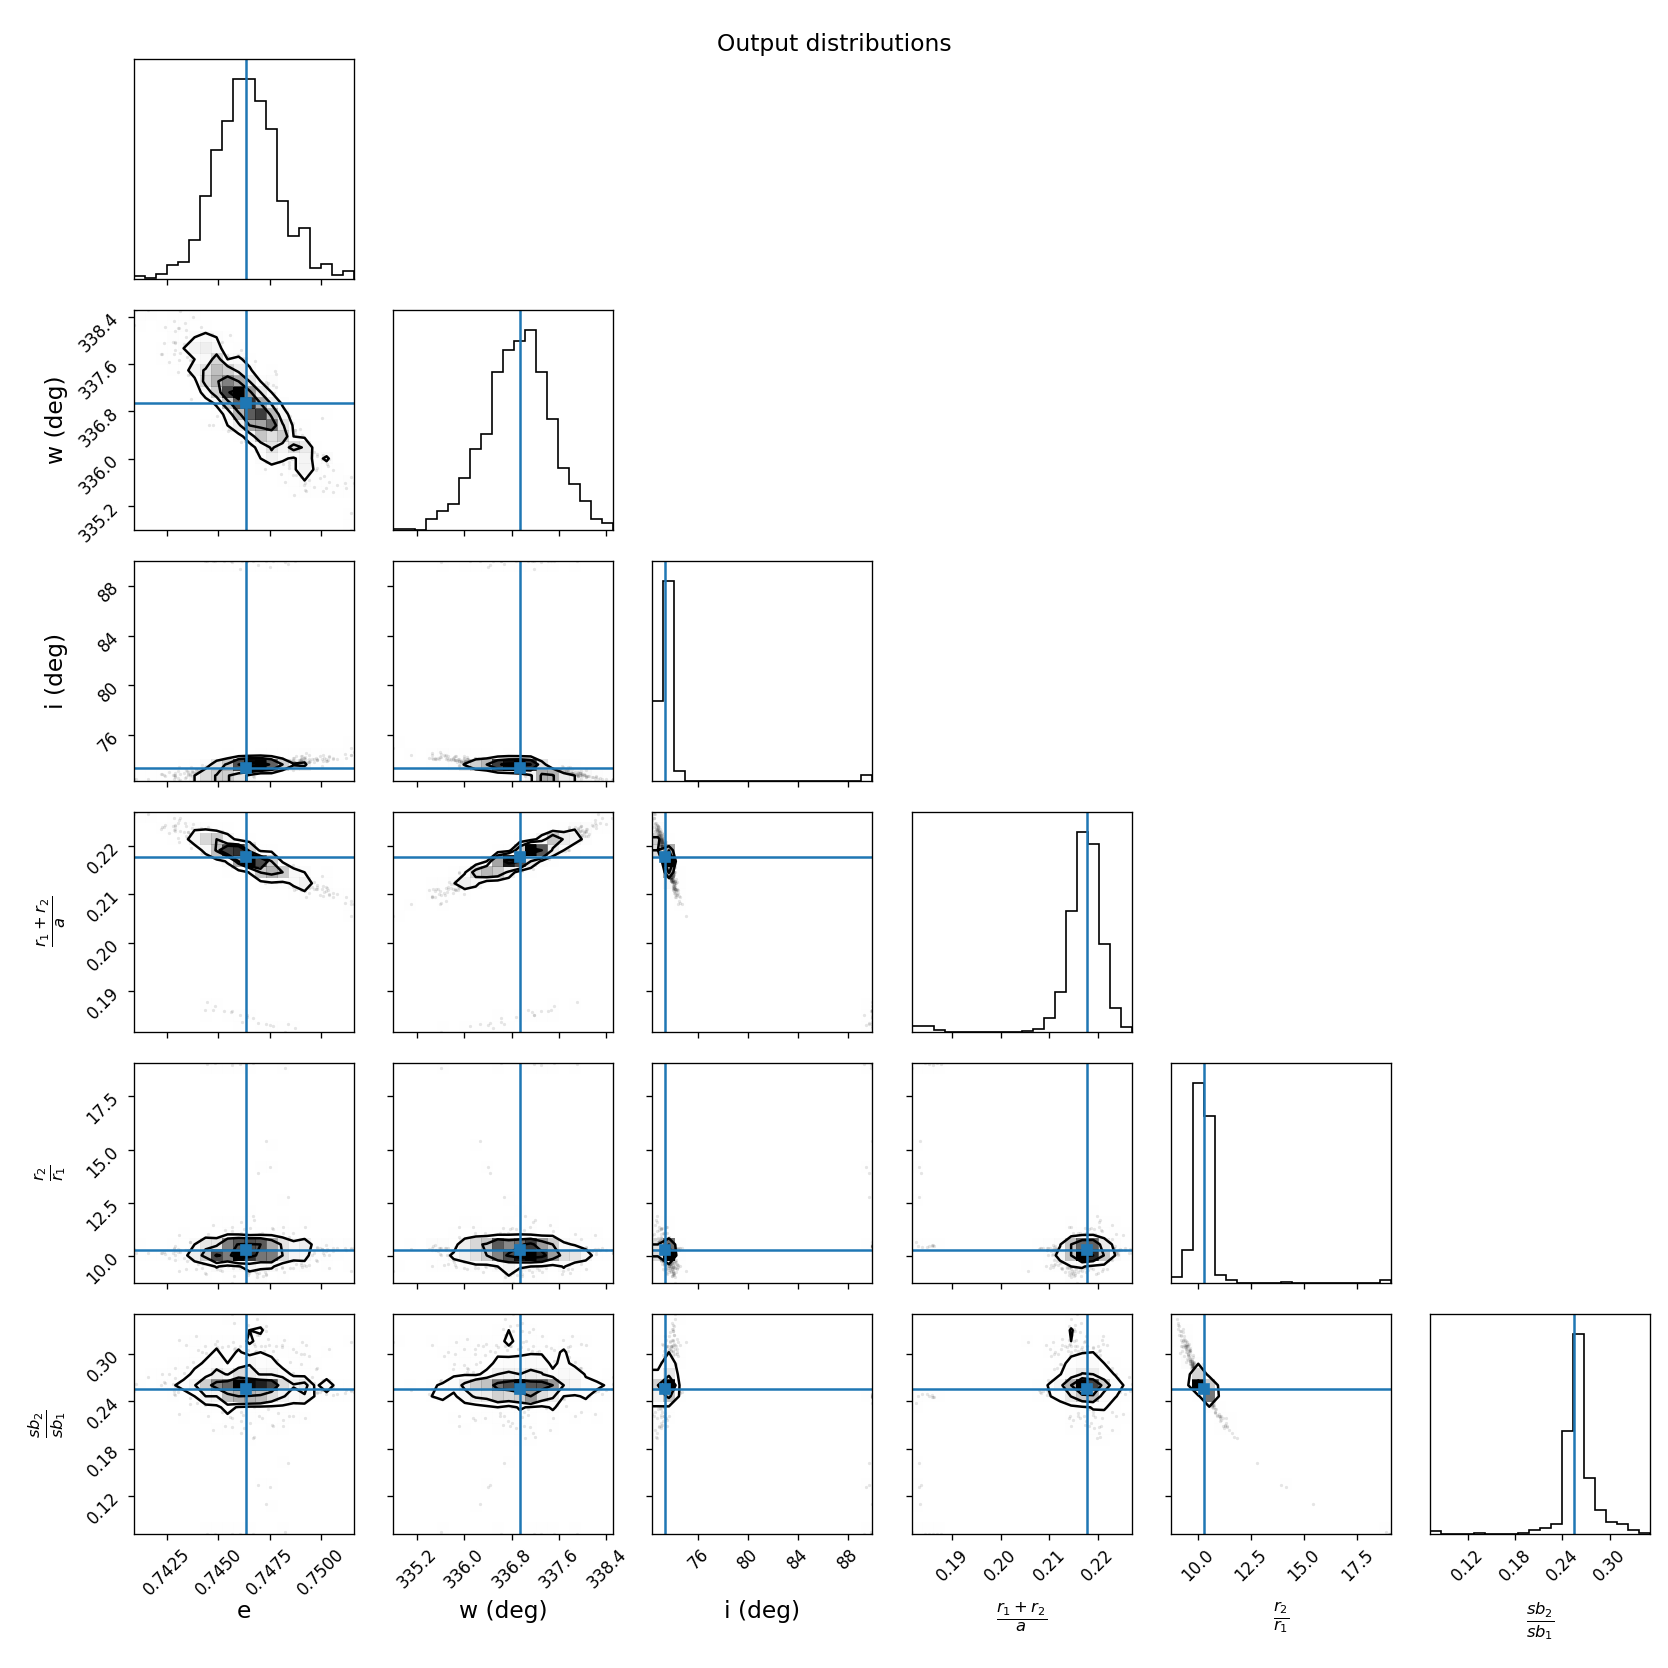 Output distributions
w (deg)
338.4
337.6
336.8
336.0
335.2
i (deg)
88
84
80
76
r₁ + r₂
a
0.22
0.21
0.20
0.19
r₂
r₁
17.5
15.0
12.5
10.0
sb₂
sb₁
0.30
0.24
0.18
0.12
0.7425 0.7450 0.7475 0.7500 335.2 336.0 336.8 337.6 338.4 76 80 84 88 0.19 0.20 0.21 0.22 10.0 12.5 15.0 17.5 0.12 0.18 0.24 0.30
e w (deg) i (deg)
r₁ + r₂ r₂ sb₂
a r₁ sb₁